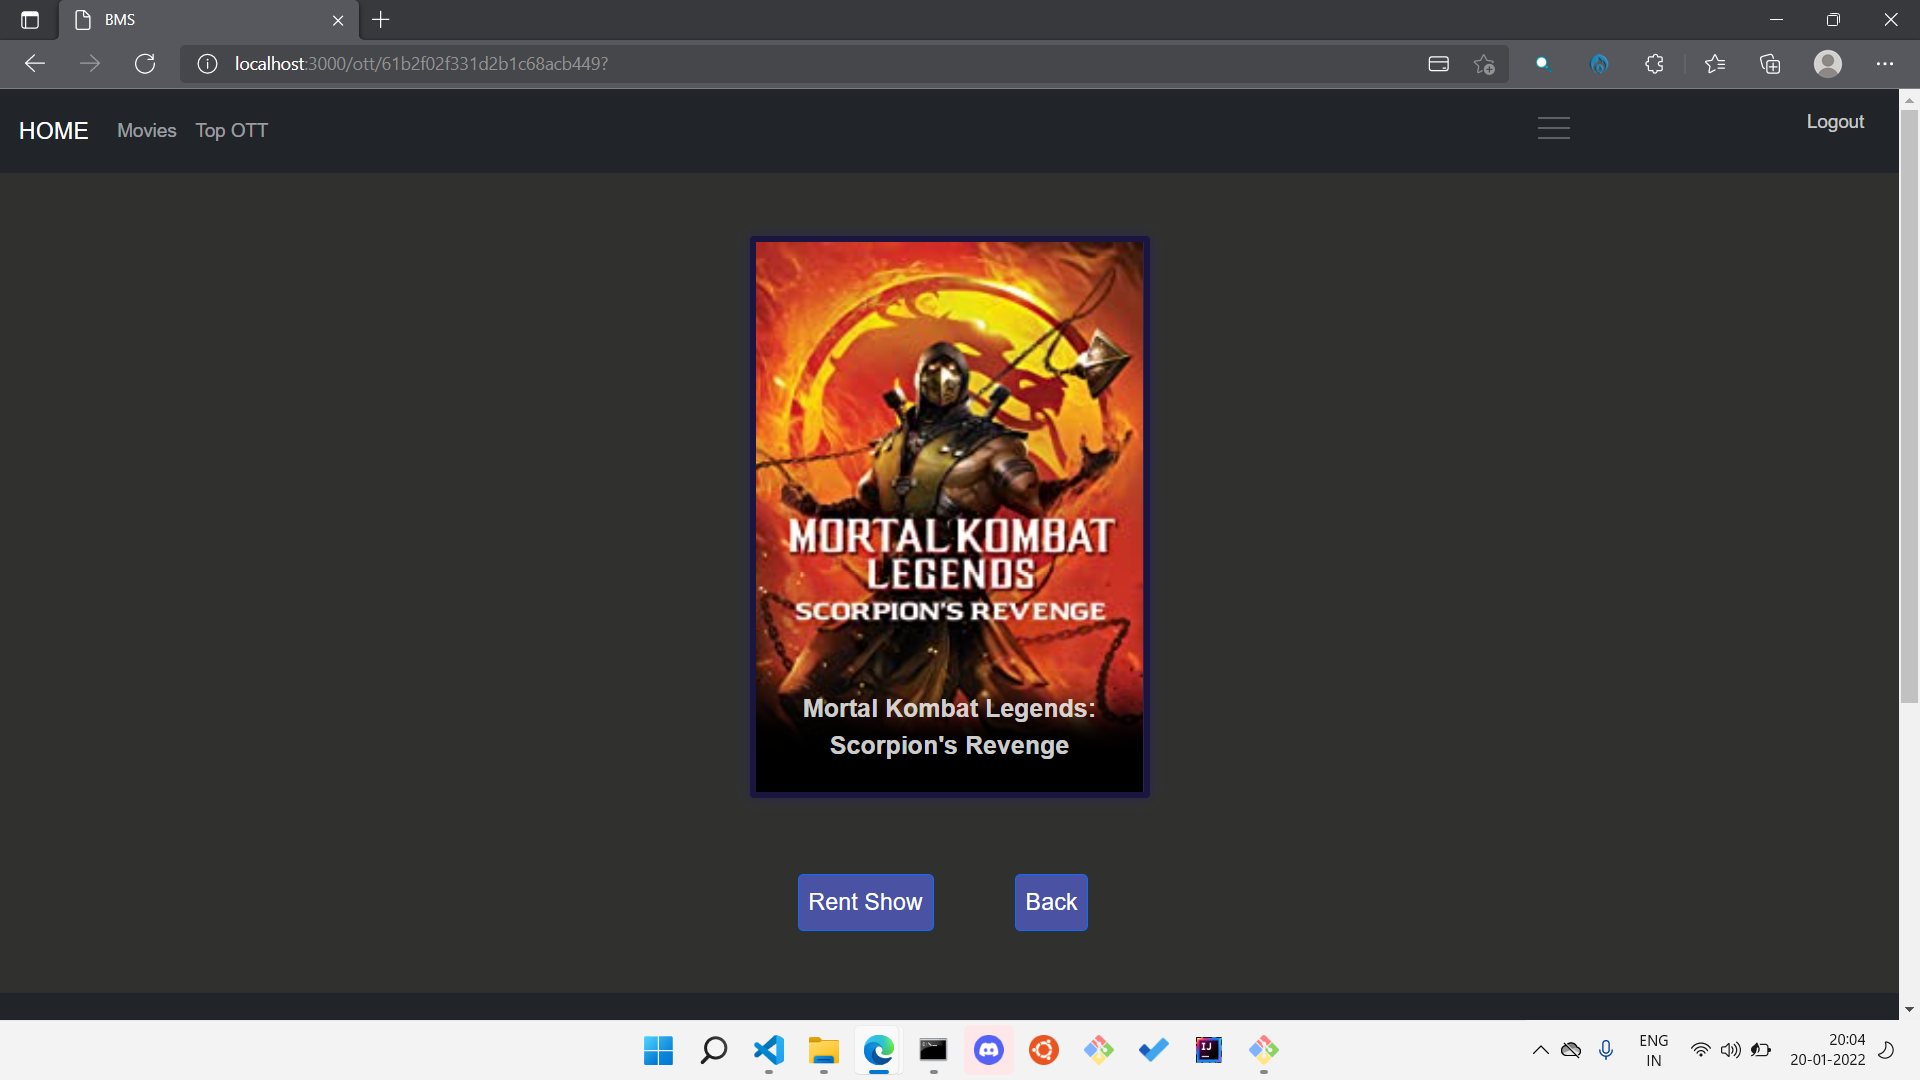 BMS
localhost:3000/ott/61b2f02f331d2b1c68acb449?
HOME Movies Top OTT Logout
MORTAL KOMBAT
LEGENDS
SCORPION'S REVENGE
Mortal Kombat Legends:
Scorpion's Revenge
Rent Show Back
IJ
ENG
IN
20:04
20-01-2022